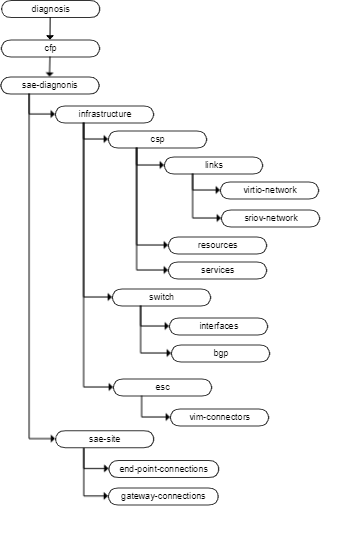 diagnosis
cfp
sae-diagnonis
infrastructure
csp
links
virtio-network
sriov-network
resources
services
switch
interfaces
bgp
esc
vim-connectors
sae-site
end-point-connections
gateway-connections